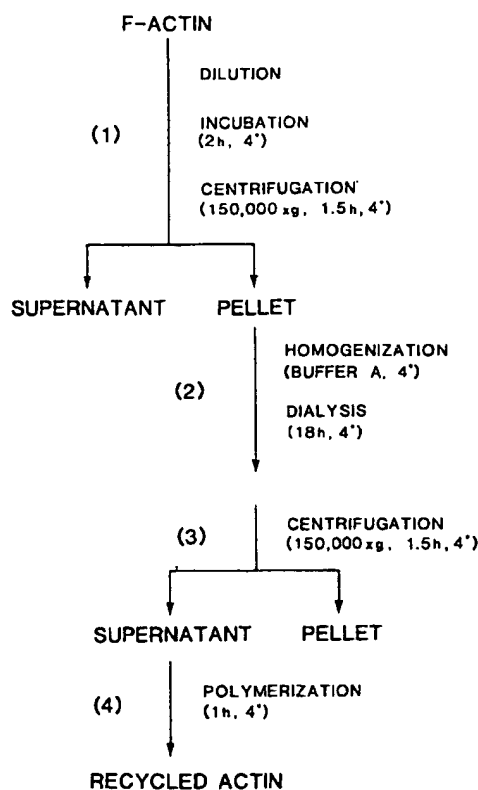 F-ACTIN
DILUTION
(1)
INCUBATION
(2h, 4°)
CENTRIFUGATION
(150,000 xg, 1.5h, 4°)
SUPERNATANT PELLET
HOMOGENIZATION
(BUFFER A, 4°)
(2)
DIALYSIS
(18h, 4°)
CENTRIFUGATION
(3)
(150,000 xg, 1.5h, 4°)
SUPERNATANT PELLET
POLYMERIZATION
(4)
(1h, 4°)
RECYCLED ACTIN